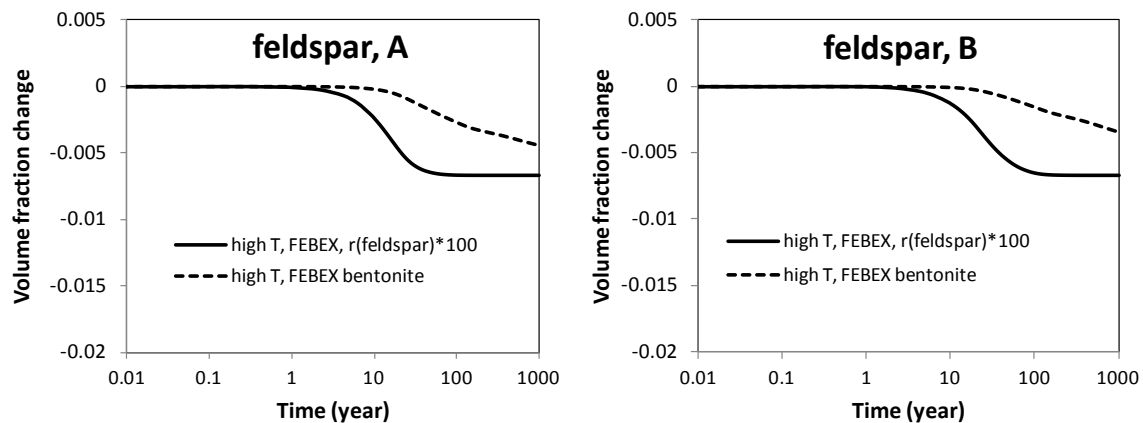 feldspar, A
Volume fraction change
0.005
0
-0.005
-0.01
-0.015
-0.02
high T, FEBEX, r(feldspar)*100
high T, FEBEX bentonite
0.01 0.1 1 10 100 1000
Time (year)
feldspar, B
Volume fraction change
0.005
0
-0.005
-0.01
-0.015
-0.02
high T, FEBEX, r(feldspar)*100
high T, FEBEX bentonite
0.01 0.1 1 10 100 1000
Time (year)